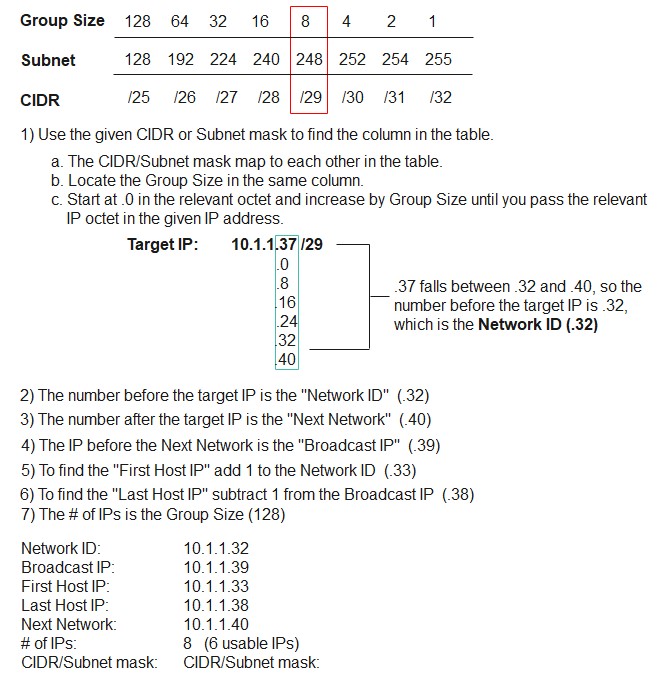 Group Size 128 64 32 16 8 4 2 1
Subnet 128 192 224 240 248 252 254 255
CIDR /25 /26 /27 /28 /29 /30 /31 /32
1) Use the given CIDR or Subnet mask to find the column in the table.
a. The CIDR/Subnet mask map to each other in the table.
b. Locate the Group Size in the same column.
c. Start at .0 in the relevant octet and increase by Group Size until you pass the relevant
IP octet in the given IP address.
Target IP: 10.1.1.37 /29
.0
.8
.16
.24
.32
.40
.37 falls between .32 and .40, so the
number before the target IP is .32,
which is the Network ID (.32)
2) The number before the target IP is the "Network ID" (.32)
3) The number after the target IP is the "Next Network" (.40)
4) The IP before the Next Network is the "Broadcast IP" (.39)
5) To find the "First Host IP" add 1 to the Network ID (.33)
6) To find the "Last Host IP" subtract 1 from the Broadcast IP (.38)
7) The # of IPs is the Group Size (128)
Network ID: 10.1.1.32
Broadcast IP: 10.1.1.39
First Host IP: 10.1.1.33
Last Host IP: 10.1.1.38
Next Network: 10.1.1.40
# of IPs: 8 (6 usable IPs)
CIDR/Subnet mask: CIDR/Subnet mask: